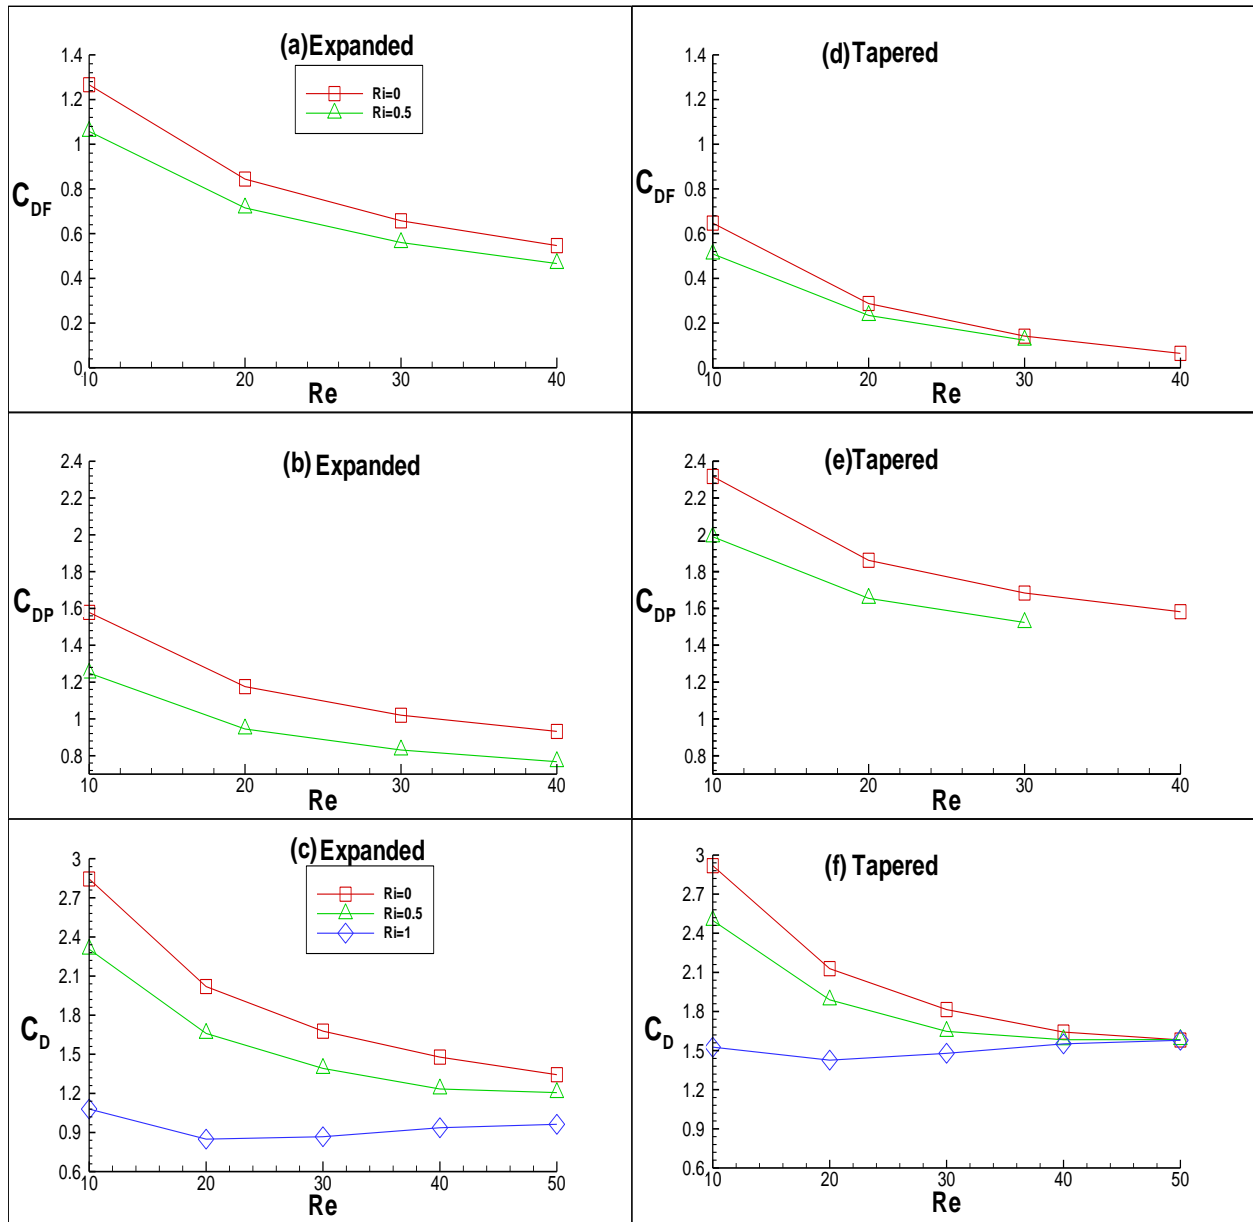 (a) Expanded
Ri=0
Ri=0.5
1.4
1.2
1
0.8
0.6
0.4
0.2
0
C_DF
10 20 30 40
Re
(d) Tapered
1.4
1.2
1
0.8
0.6
0.4
0.2
0
C_DF
10 20 30 40
Re
(b) Expanded
2.4
2.2
2
1.8
1.6
1.4
1.2
1
0.8
C_DP
10 20 30 40
Re
(e) Tapered
2.4
2.2
2
1.8
1.6
1.4
1.2
1
0.8
C_DP
10 20 30 40
Re
(c) Expanded
Ri=0
Ri=0.5
Ri=1
3
2.7
2.4
2.1
1.8
1.5
1.2
0.9
0.6
C_D
10 20 30 40 50
Re
(f) Tapered
3
2.7
2.4
2.1
1.8
1.5
1.2
0.9
0.6
C_D
10 20 30 40 50
Re